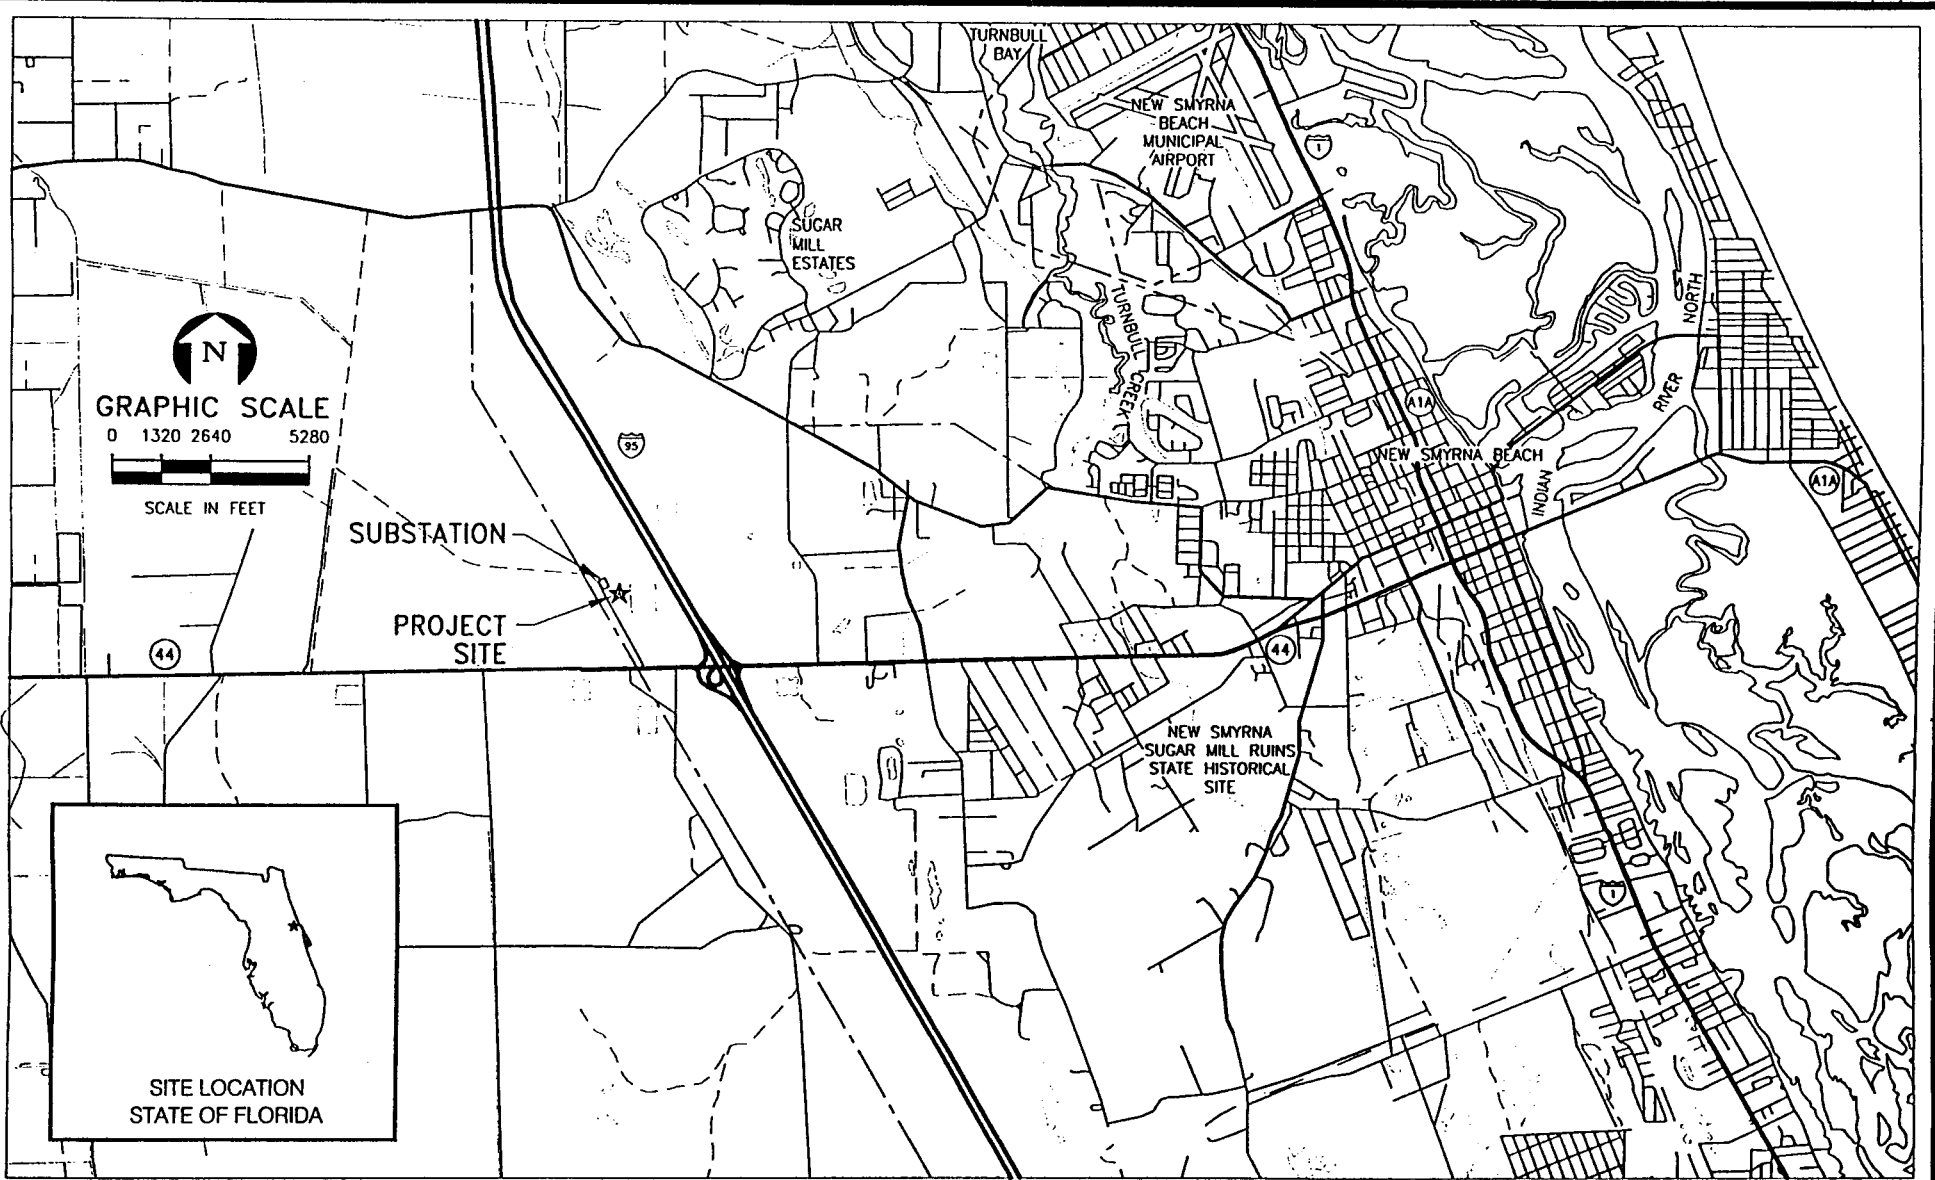 TURNBULL
BAY
NEW SMYRNA
BEACH
MUNICIPAL
AIRPORT
1
SUGAR
MILL
ESTATES
NORTH
N
TURNBULL CREEK
GRAPHIC SCALE
0 1320 2640 5280
SCALE IN FEET
95
A1A
RIVER
NEW SMYRNA BEACH
INDIAN
A1A
SUBSTATION
PROJECT
SITE
44
44
NEW SMYRNA
SUGAR MILL RUINS
STATE HISTORICAL
SITE
1
SITE LOCATION
STATE OF FLORIDA